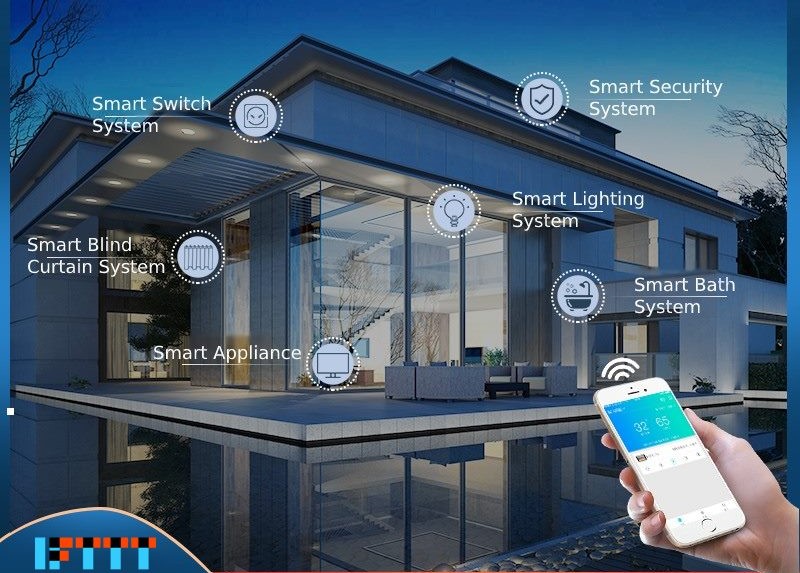 Smart Switch
System
Smart Security
System
Smart Lighting
System
Smart Blind
Curtain System
Smart Bath
System
Smart Appliance
32 65
IFTTT